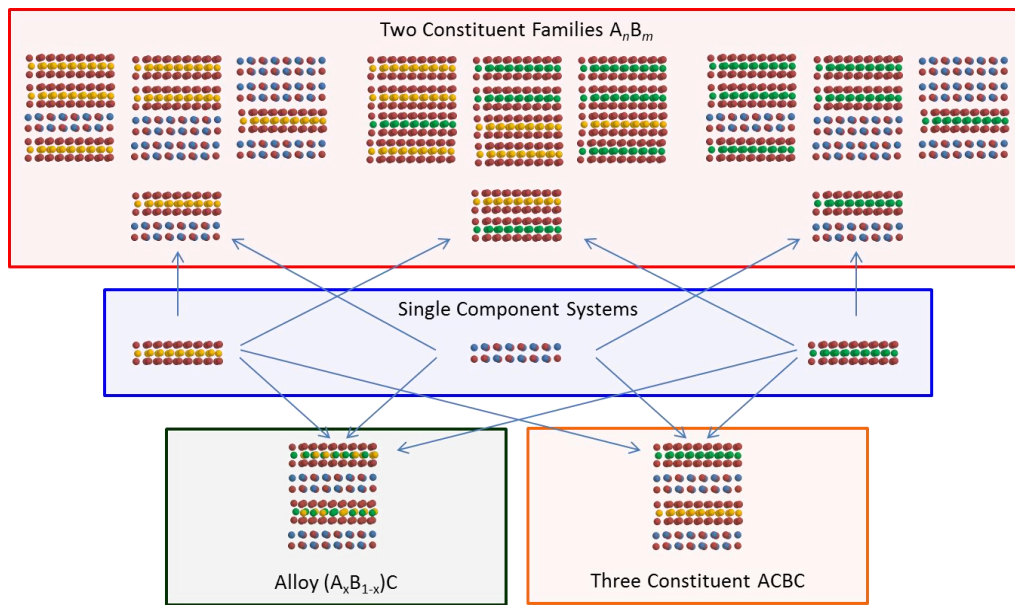 Two Constituent Families AₙBₘ
Single Component Systems
Alloy (AₓB₁₋ₓ)C
Three Constituent ACBC